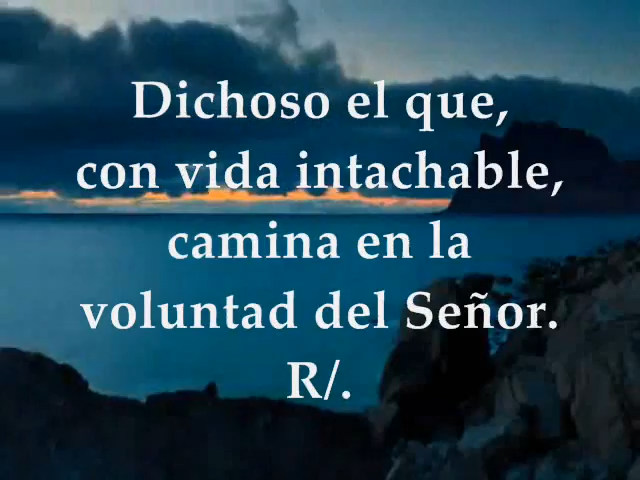 Dichoso el que,
con vida intachable,
camina en la
voluntad del Señor.
R/.